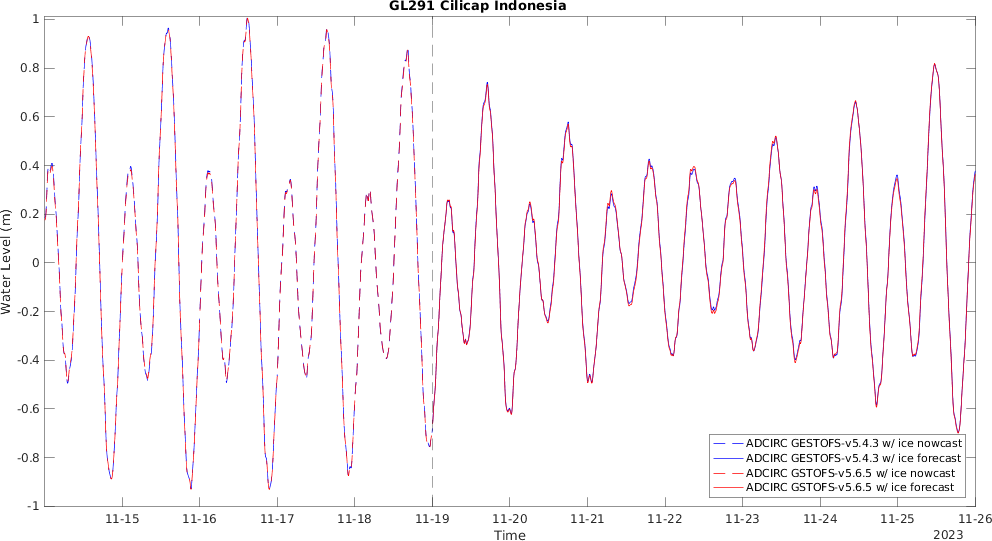 GL291 Cilicap Indonesia
Water Level (m)
1
0.8
0.6
0.4
0.2
0
-0.2
-0.4
-0.6
-0.8
-1
ADCIRC GESTOFS-v5.4.3 w/ ice nowcast
ADCIRC GESTOFS-v5.4.3 w/ ice forecast
ADCIRC GSTOFS-v5.6.5 w/ ice nowcast
ADCIRC GSTOFS-v5.6.5 w/ ice forecast
11-15 11-16 11-17 11-18 11-19 11-20 11-21 11-22 11-23 11-24 11-25 11-26
Time
2023